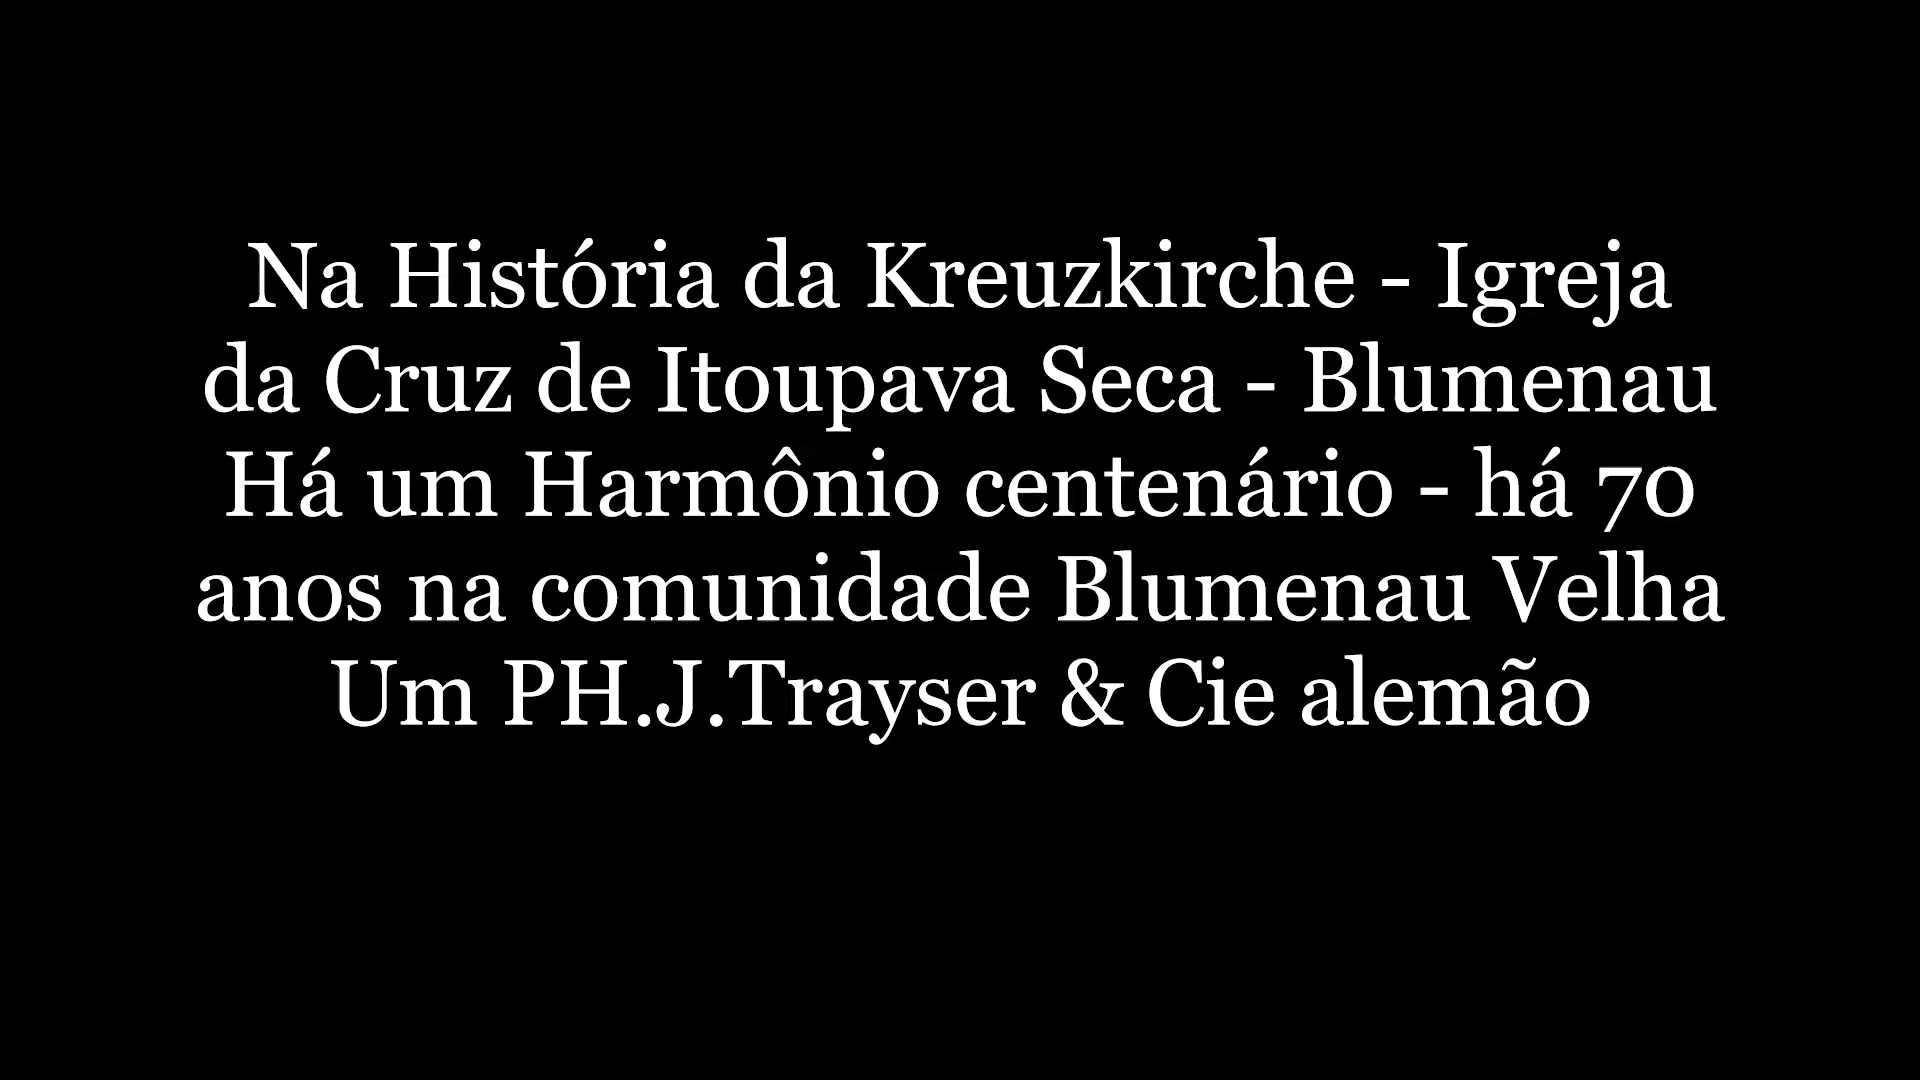 Na História da Kreuzkirche - Igreja
da Cruz de Itoupava Seca - Blumenau
Há um Harmônio centenário - há 70
anos na comunidade Blumenau Velha
Um PH.J.Trayser & Cie alemão